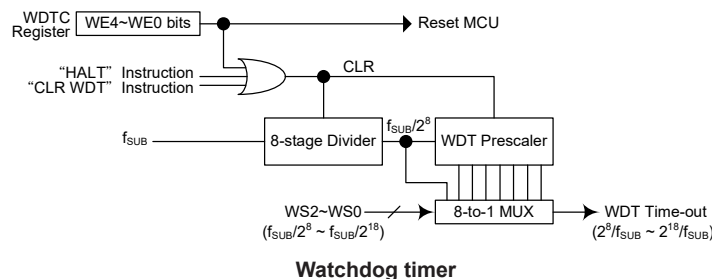 WDTC
Register
WE4~WE0 bits
Reset MCU
“HALT” Instruction
“CLR WDT” Instruction
CLR
fSUB
8-stage Divider
fSUB/2⁸
WDT Prescaler
WS2~WS0
(fSUB/2⁸ ~ fSUB/2¹⁸)
8-to-1 MUX
WDT Time-out
(2⁸/fSUB ~ 2¹⁸/fSUB)
Watchdog timer